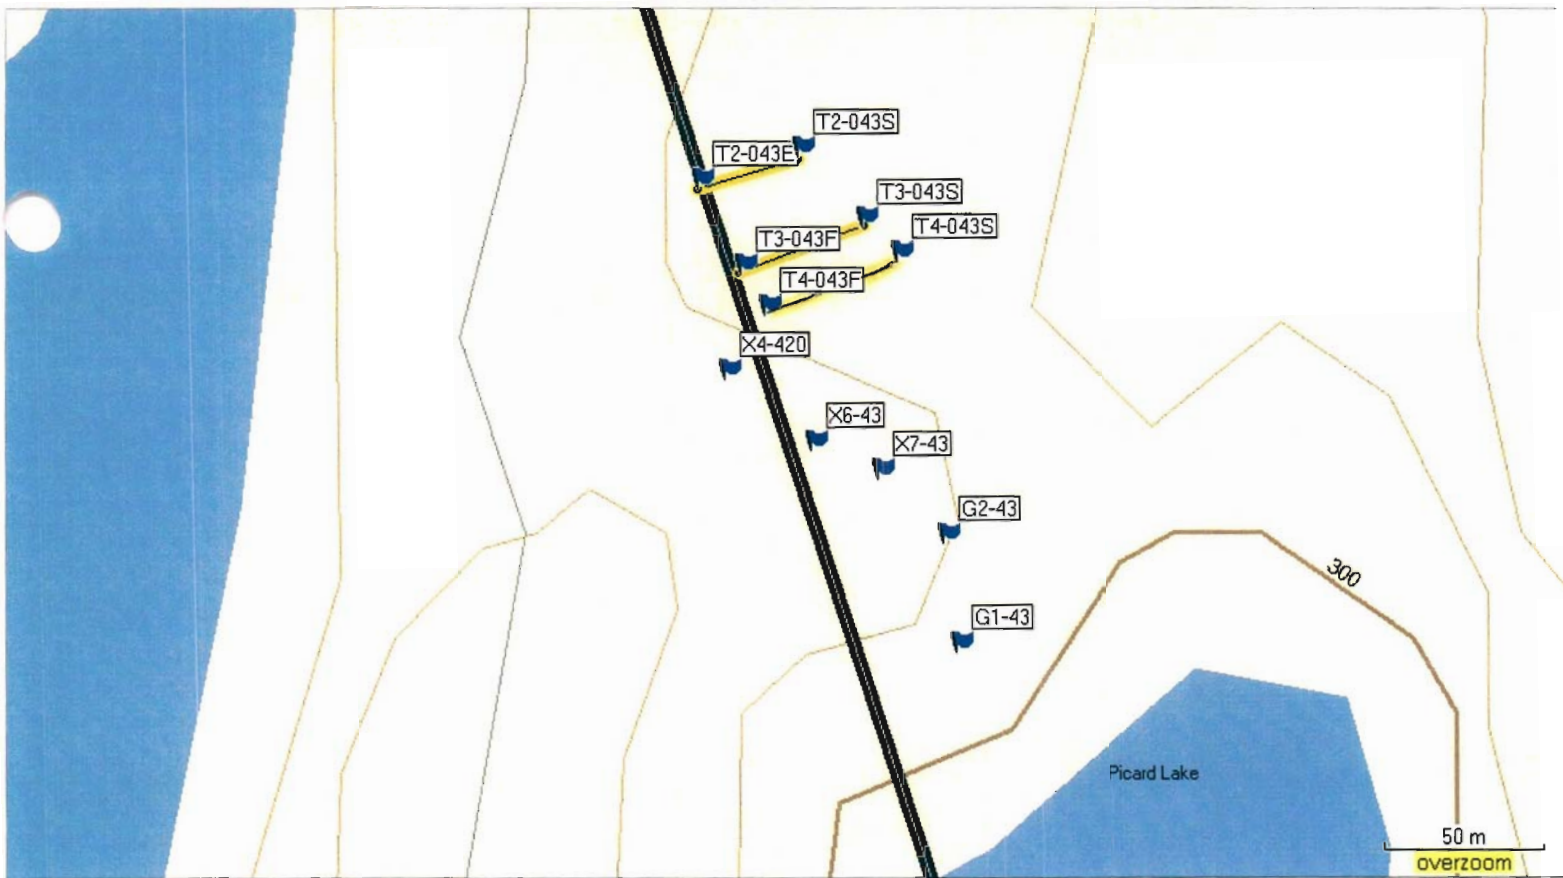 T2-043S
T2-043E
T3-043S
T4-043S
T3-043F
T4-043F
X4-420
X6-43
X7-43
G2-43
300
G1-43
Picard Lake
50 m
overzoom